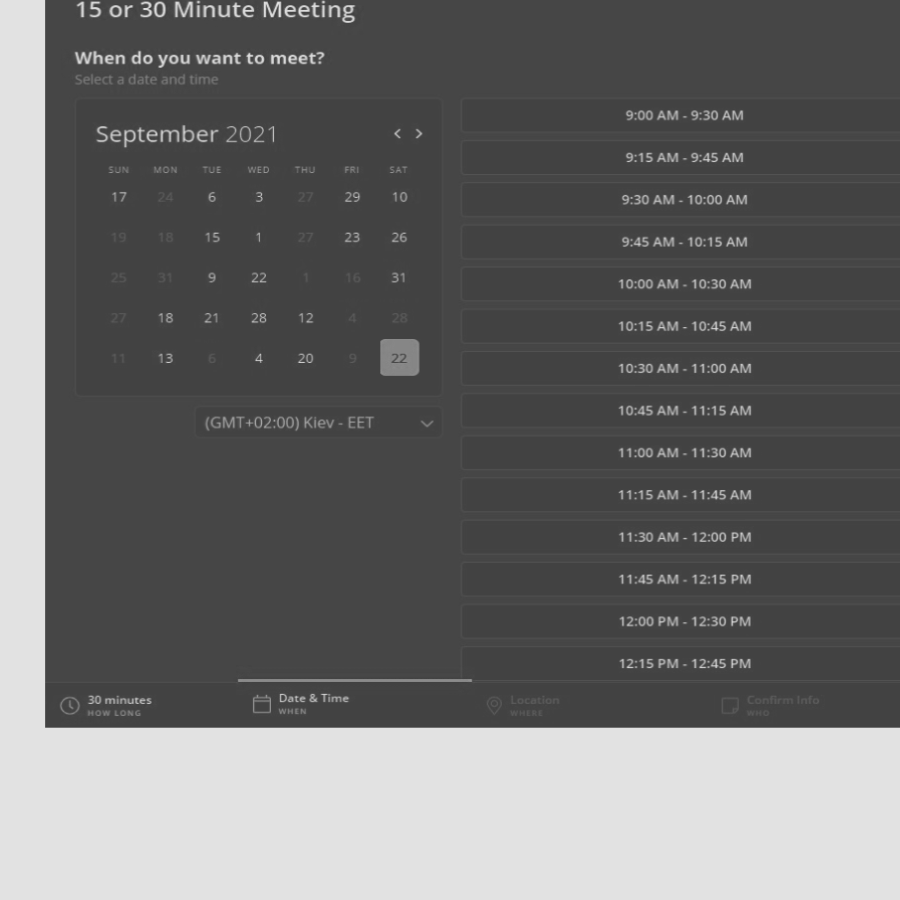 15 or 30 Minute Meeting
When do you want to meet?
Select a date and time
September 2021
SUN MON TUE WED THU FRI SAT
17 24 6 3 27 29 10
19 18 15 1 27 23 26
25 31 9 22 1 16 31
27 18 21 28 12 4 28
11 13 6 4 20 9 22
(GMT+02:00) Kiev - EET
9:00 AM - 9:30 AM
9:15 AM - 9:45 AM
9:30 AM - 10:00 AM
9:45 AM - 10:15 AM
10:00 AM - 10:30 AM
10:15 AM - 10:45 AM
10:30 AM - 11:00 AM
10:45 AM - 11:15 AM
11:00 AM - 11:30 AM
11:15 AM - 11:45 AM
11:30 AM - 12:00 PM
11:45 AM - 12:15 PM
12:00 PM - 12:30 PM
12:15 PM - 12:45 PM
30 minutes
HOW LONG
Date & Time
WHEN
Location
WHERE
Confirm Info
WHO